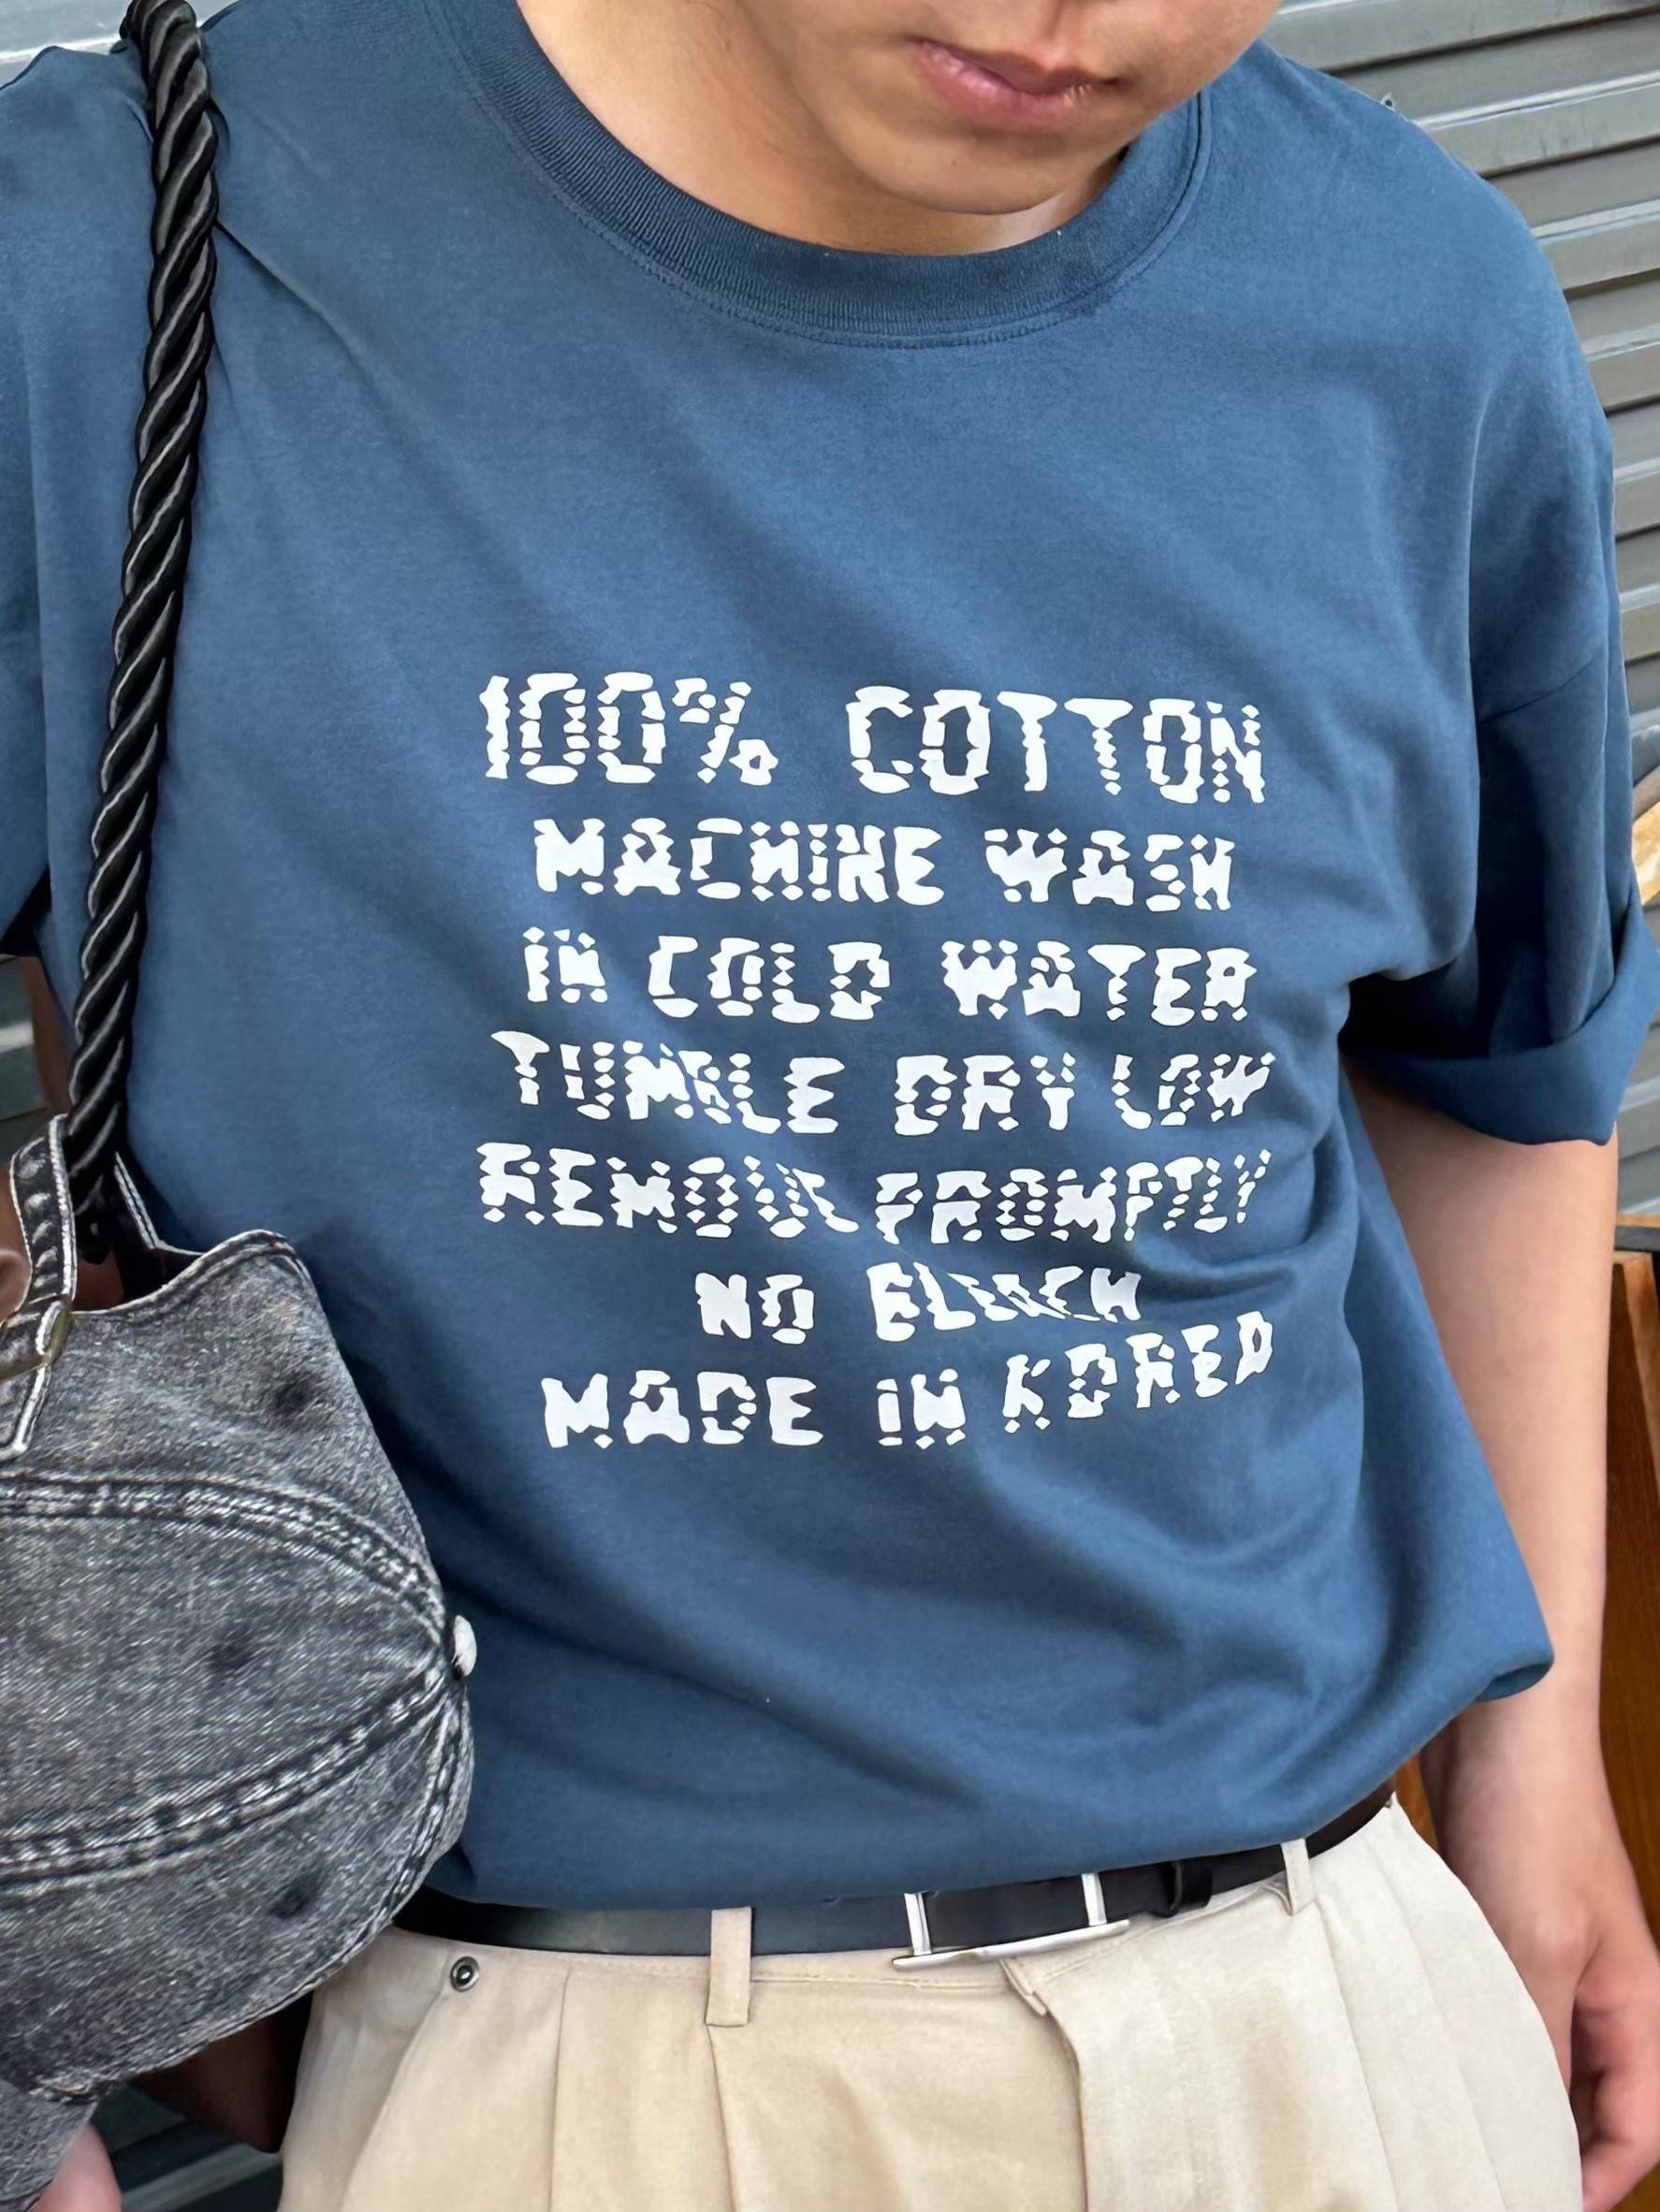 100% COTTON
MACHINE WASH
IN COLD WATER
TUMBLE DRY LOW
REMOVE PROMPTLY
NO BLEACH
MADE IN KOREA